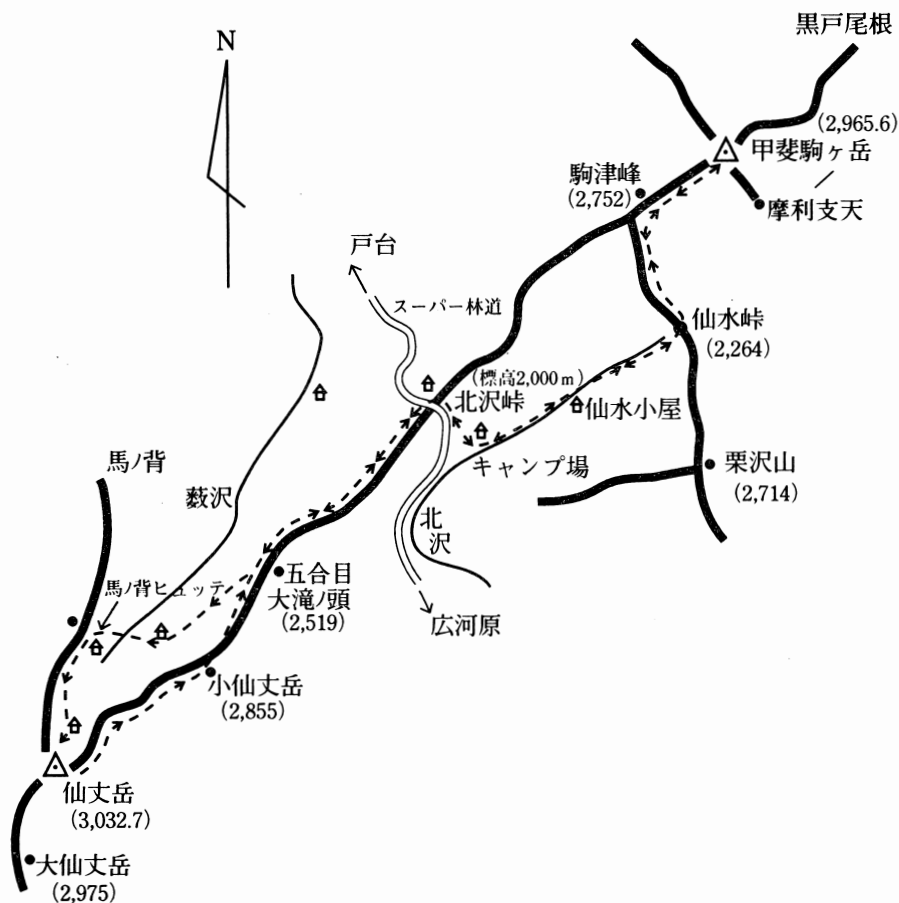 黒戸尾根
N
(2,965.6)
甲斐駒ヶ岳
駒津峰
(2,752)
摩利支天
戸台
スーパー林道
仙水峠
(2,264)
(標高2,000m)
北沢峠
仙水小屋
キャンプ場
栗沢山
(2,714)
馬ノ背
藪沢
北沢
五合目
大滝ノ頭
(2,519)
馬ノ背ヒュッテ
広河原
小仙丈岳
(2,855)
仙丈岳
(3,032.7)
大仙丈岳
(2,975)